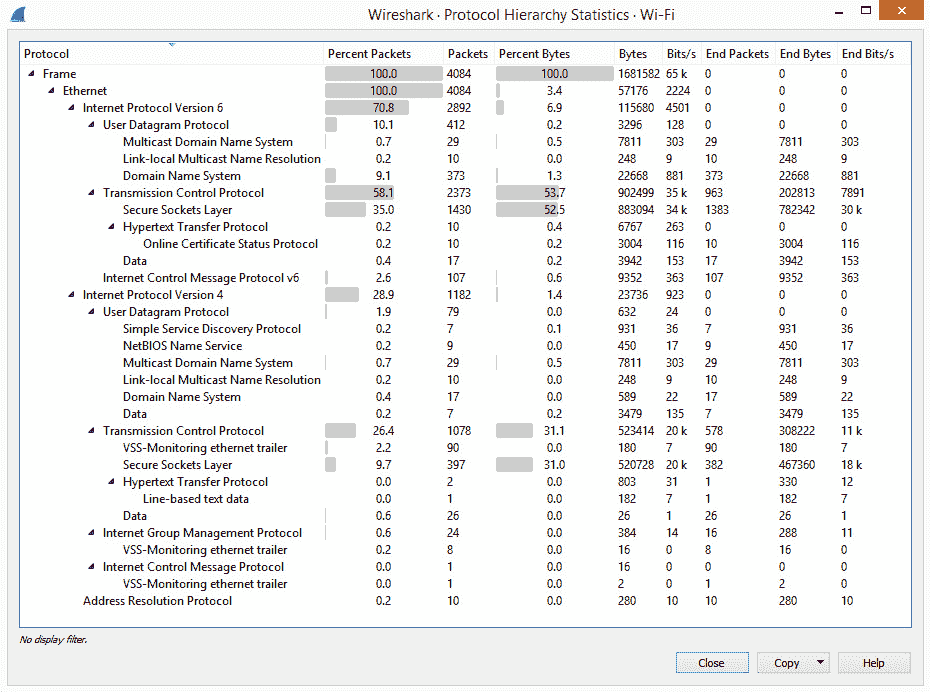 Wireshark · Protocol Hierarchy Statistics · Wi-Fi
Protocol Percent Packets Packets Percent Bytes Bytes Bits/s End Packets End Bytes End Bits/s
Frame 100.0 4084 100.0 1681582 65 k 0 0 0
Ethernet 100.0 4084 3.4 57176 2224 0 0 0
Internet Protocol Version 6 70.8 2892 6.9 115680 4501 0 0 0
User Datagram Protocol 10.1 412 0.2 3296 128 0 0 0
Multicast Domain Name System 0.7 29 0.5 7811 303 29 7811 303
Link-local Multicast Name Resolution 0.2 10 0.0 248 9 10 248 9
Domain Name System 9.1 373 1.3 22668 881 373 22668 881
Transmission Control Protocol 58.1 2373 53.7 902499 35 k 963 202813 7891
Secure Sockets Layer 35.0 1430 52.5 883094 34 k 1383 782342 30 k
Hypertext Transfer Protocol 0.2 10 0.4 6767 263 0 0 0
Online Certificate Status Protocol 0.2 10 0.2 3004 116 10 3004 116
Data 0.4 17 0.2 3942 153 17 3942 153
Internet Control Message Protocol v6 2.6 107 0.6 9352 363 107 9352 363
Internet Protocol Version 4 28.9 1182 1.4 23736 923 0 0 0
User Datagram Protocol 1.9 79 0.0 632 24 0 0 0
Simple Service Discovery Protocol 0.2 7 0.1 931 36 7 931 36
NetBIOS Name Service 0.2 9 0.0 450 17 9 450 17
Multicast Domain Name System 0.7 29 0.5 7811 303 29 7811 303
Link-local Multicast Name Resolution 0.2 10 0.0 248 9 10 248 9
Domain Name System 0.4 17 0.0 589 22 17 589 22
Data 0.2 7 0.2 3479 135 7 3479 135
Transmission Control Protocol 26.4 1078 31.1 523414 20 k 578 308222 11 k
VSS-Monitoring ethernet trailer 2.2 90 0.0 180 7 90 180 7
Secure Sockets Layer 9.7 397 31.0 520728 20 k 382 467360 18 k
Hypertext Transfer Protocol 0.0 2 0.0 803 31 1 330 12
Line-based text data 0.0 1 0.0 182 7 1 182 7
Data 0.6 26 0.0 26 1 26 26 1
Internet Group Management Protocol 0.6 24 0.0 384 14 16 288 11
VSS-Monitoring ethernet trailer 0.2 8 0.0 16 0 8 16 0
Internet Control Message Protocol 0.0 1 0.0 16 0 0 0 0
VSS-Monitoring ethernet trailer 0.0 1 0.0 2 0 1 2 0
Address Resolution Protocol 0.2 10 0.0 280 10 10 280 10
No display filter.
Close Copy Help